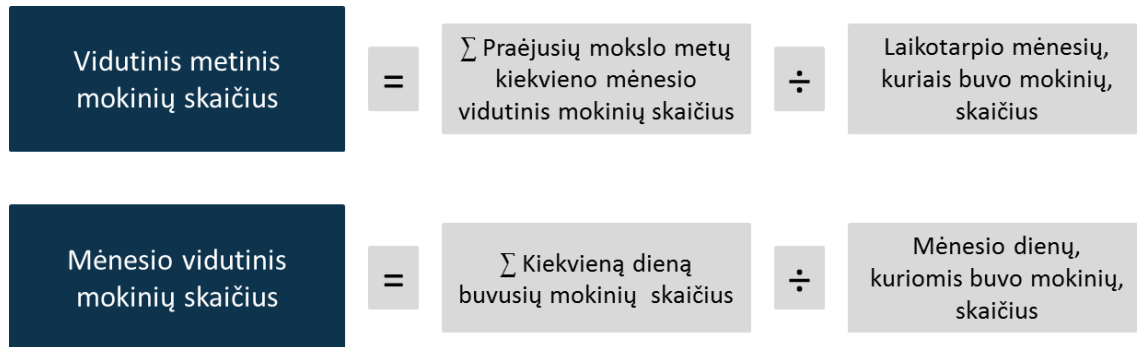 Vidutinis metinis
mokinių skaičius
=
∑ Praėjusių mokslo metų
kiekvieno mėnesio
vidutinis mokinių skaičius
÷
Laikotarpio mėnesių,
kuriais buvo mokinių,
skaičius
Mėnesio vidutinis
mokinių skaičius
=
∑ Kiekvieną dieną
buvusių mokinių skaičius
÷
Mėnesio dienų,
kuriomis buvo mokinių,
skaičius